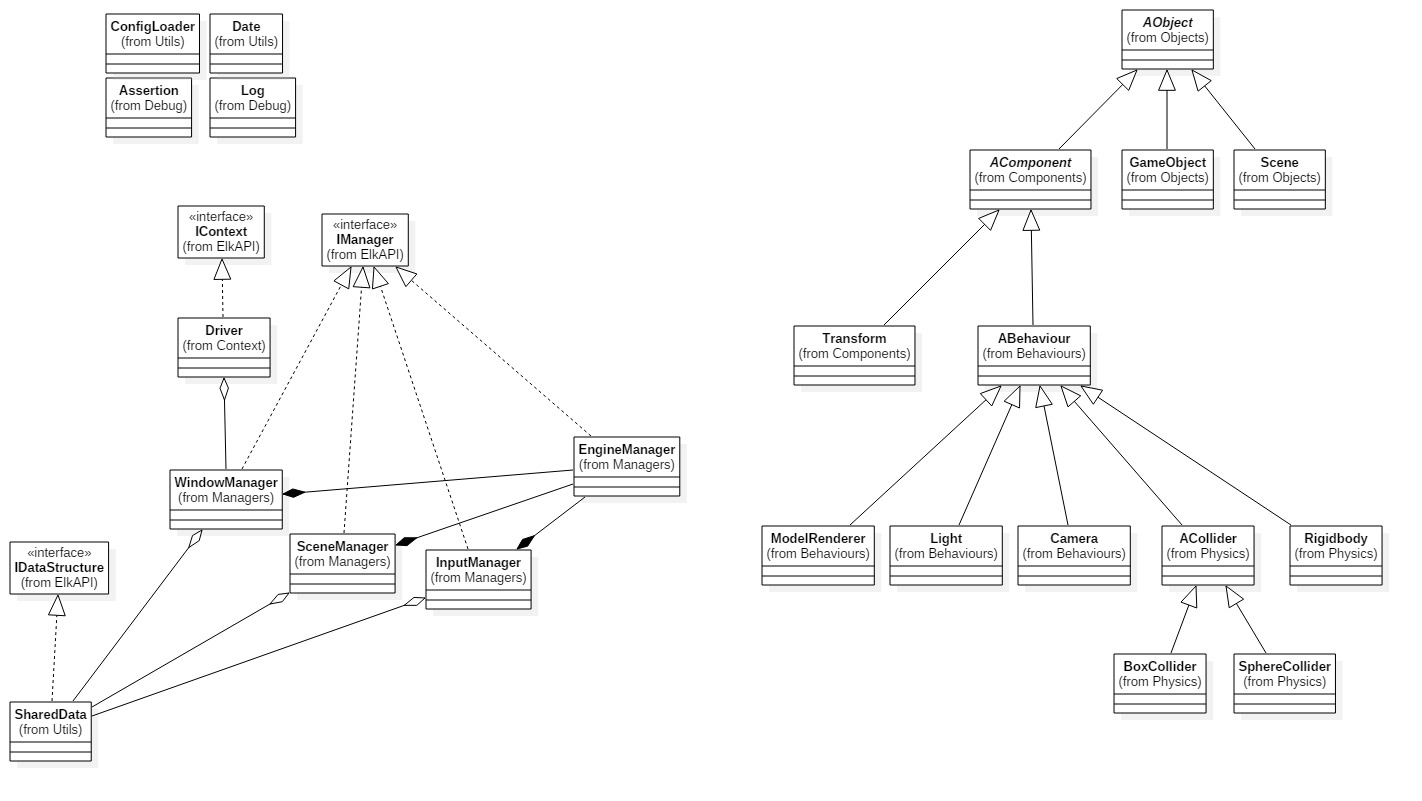 ConfigLoader
(from Utils)
Date
(from Utils)
Assertion
(from Debug)
Log
(from Debug)
«interface»
IContext
(from ElkAPI)
«interface»
IManager
(from ElkAPI)
Driver
(from Context)
EngineManager
(from Managers)
WindowManager
(from Managers)
SceneManager
(from Managers)
InputManager
(from Managers)
«interface»
IDataStructure
(from ElkAPI)
SharedData
(from Utils)
AObject
(from Objects)
AComponent
(from Components)
GameObject
(from Objects)
Scene
(from Objects)
Transform
(from Components)
ABehaviour
(from Behaviours)
ModelRenderer
(from Behaviours)
Light
(from Behaviours)
Camera
(from Behaviours)
ACollider
(from Physics)
Rigidbody
(from Physics)
BoxCollider
(from Physics)
SphereCollider
(from Physics)